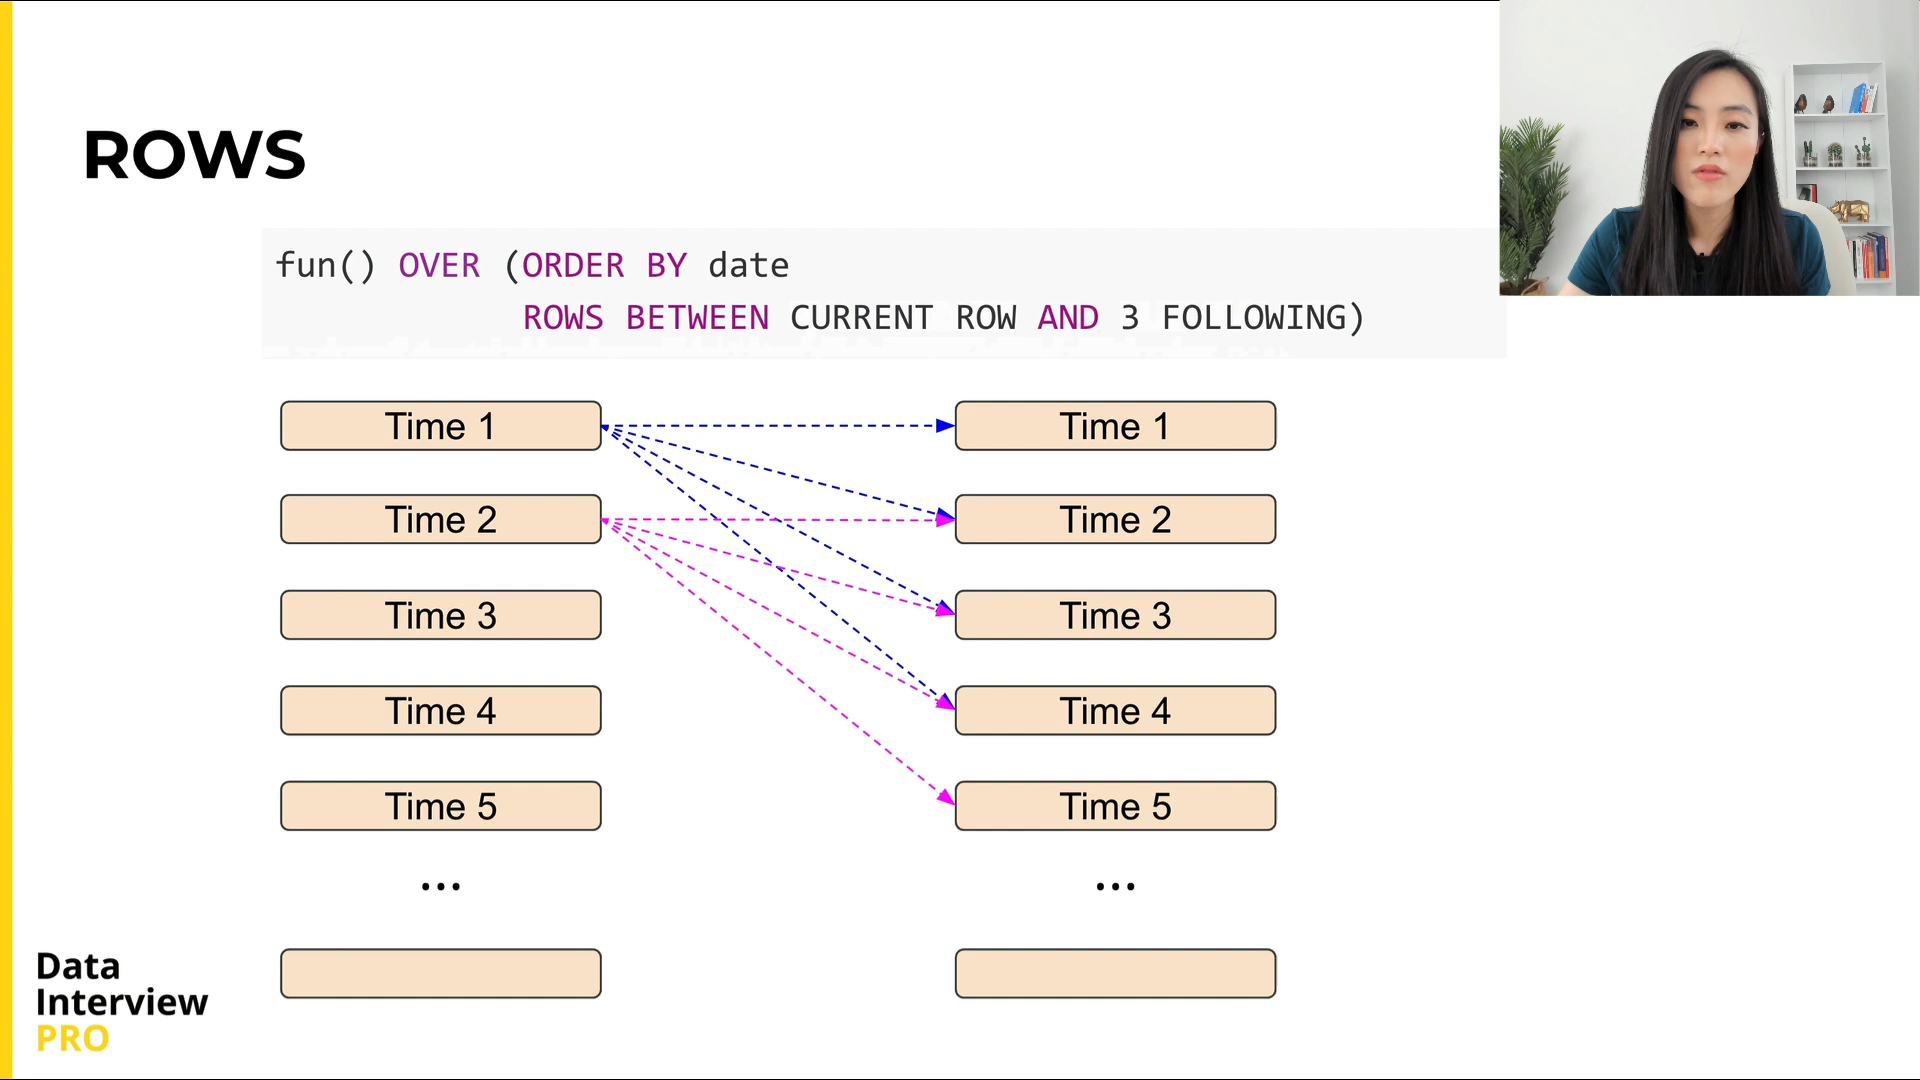 ROWS
fun() OVER (ORDER BY date
ROWS BETWEEN CURRENT ROW AND 3 FOLLOWING)
Time 1
Time 1
Time 2
Time 2
Time 3
Time 3
Time 4
Time 4
Time 5
Time 5
...
...
Data
Interview
PRO